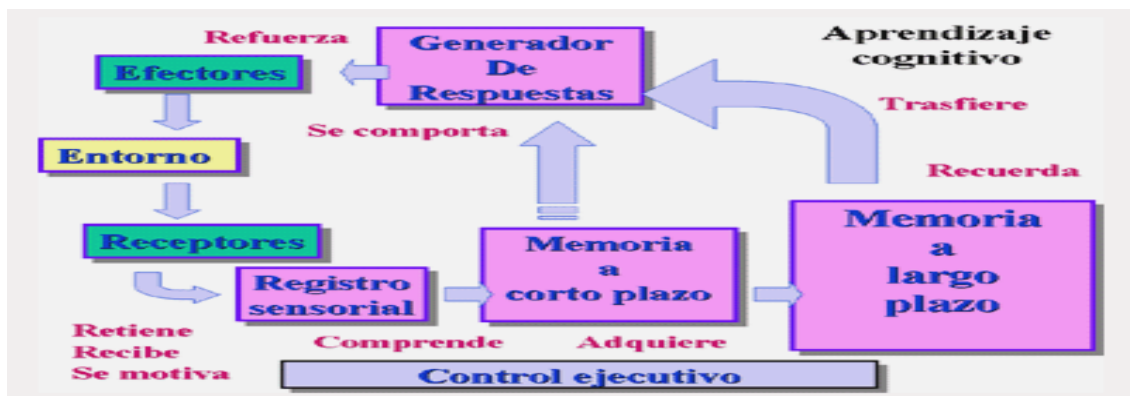 Refuerza
Generador
De
Respuestas
Aprendizaje
cognitivo
Efectores
Trasfiere
Se comporta
Entorno
Recuerda
Receptores
Memoria
a
corto plazo
Memoria
a
largo
plazo
Registro
sensorial
Retiene
Recibe
Se motiva
Comprende
Adquiere
Control ejecutivo